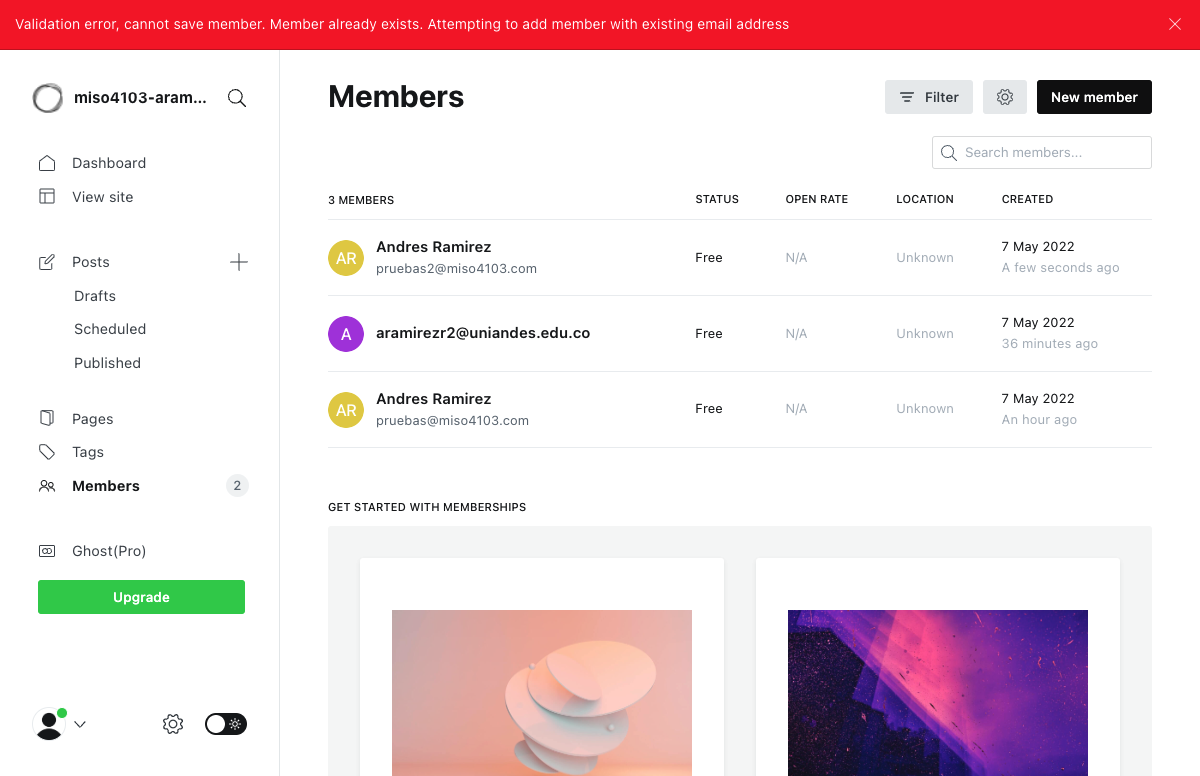 Validation error, cannot save member. Member already exists. Attempting to add member with existing email address
miso4103-aram...
Dashboard
View site
Posts
Drafts
Scheduled
Published
Pages
Tags
Members 2
Ghost(Pro)
Upgrade
Members
Filter
New member
Search members...
3 MEMBERS STATUS OPEN RATE LOCATION CREATED
AR Andres Ramirez
pruebas2@miso4103.com
Free N/A Unknown
7 May 2022
A few seconds ago
A aramirezr2@uniandes.edu.co
Free N/A Unknown
7 May 2022
36 minutes ago
AR Andres Ramirez
pruebas@miso4103.com
Free N/A Unknown
7 May 2022
An hour ago
GET STARTED WITH MEMBERSHIPS